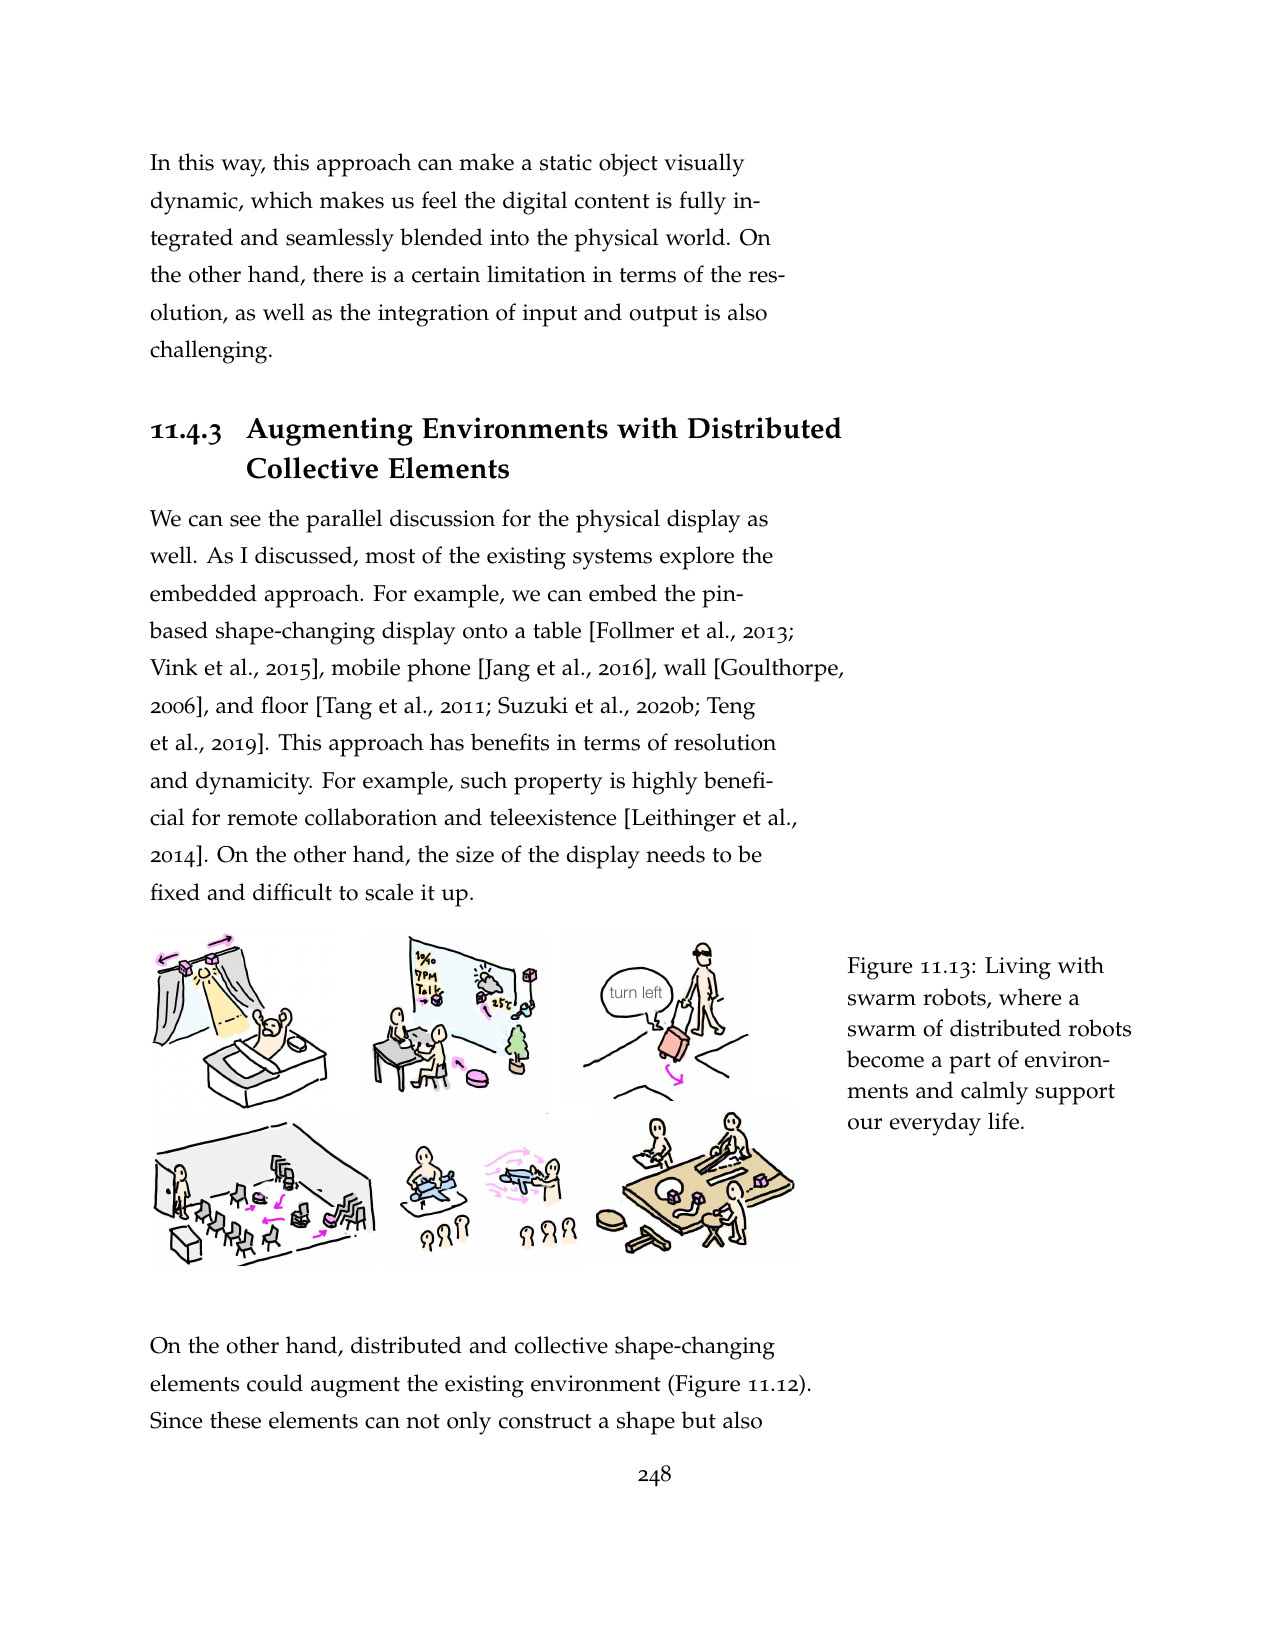 In this way, this approach can make a static object visually
dynamic, which makes us feel the digital content is fully in-
tegrated and seamlessly blended into the physical world. On
the other hand, there is a certain limitation in terms of the res-
olution, as well as the integration of input and output is also
challenging.
11.4.3 Augmenting Environments with Distributed
Collective Elements
We can see the parallel discussion for the physical display as
well. As I discussed, most of the existing systems explore the
embedded approach. For example, we can embed the pin-
based shape-changing display onto a table [Follmer et al., 2013;
Vink et al., 2015], mobile phone [Jang et al., 2016], wall [Goulthorpe,
2006], and floor [Tang et al., 2011; Suzuki et al., 2020b; Teng
et al., 2019]. This approach has benefits in terms of resolution
and dynamicity. For example, such property is highly benefi-
cial for remote collaboration and teleexistence [Leithinger et al.,
2014]. On the other hand, the size of the display needs to be
fixed and difficult to scale it up.
10/10
7PM
Talk
25°C
turn left
Figure 11.13: Living with
swarm robots, where a
swarm of distributed robots
become a part of environ-
ments and calmly support
our everyday life.
On the other hand, distributed and collective shape-changing
elements could augment the existing environment (Figure 11.12).
Since these elements can not only construct a shape but also
248